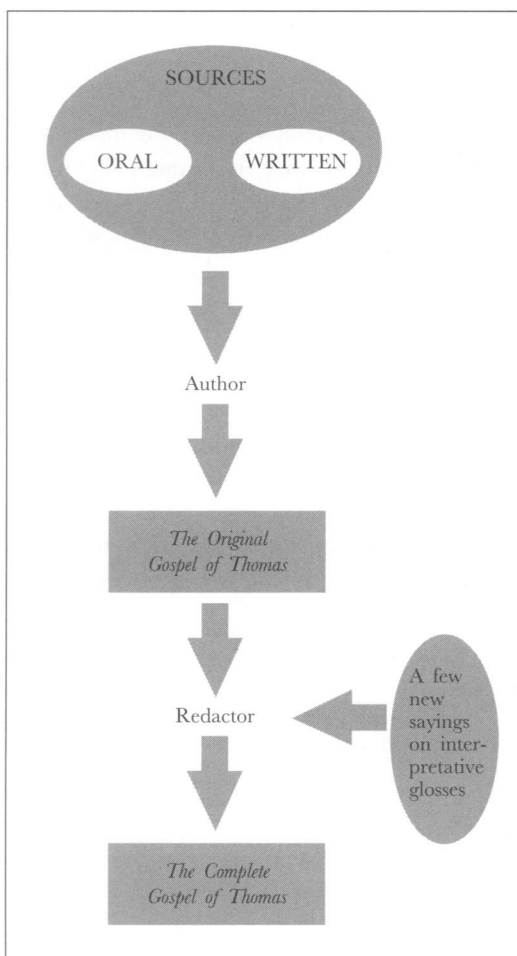 SOURCES
ORAL
WRITTEN
Author
The Original
Gospel of Thomas
Redactor
A few
new
sayings
on inter-
pretative
glosses
The Complete
Gospel of Thomas